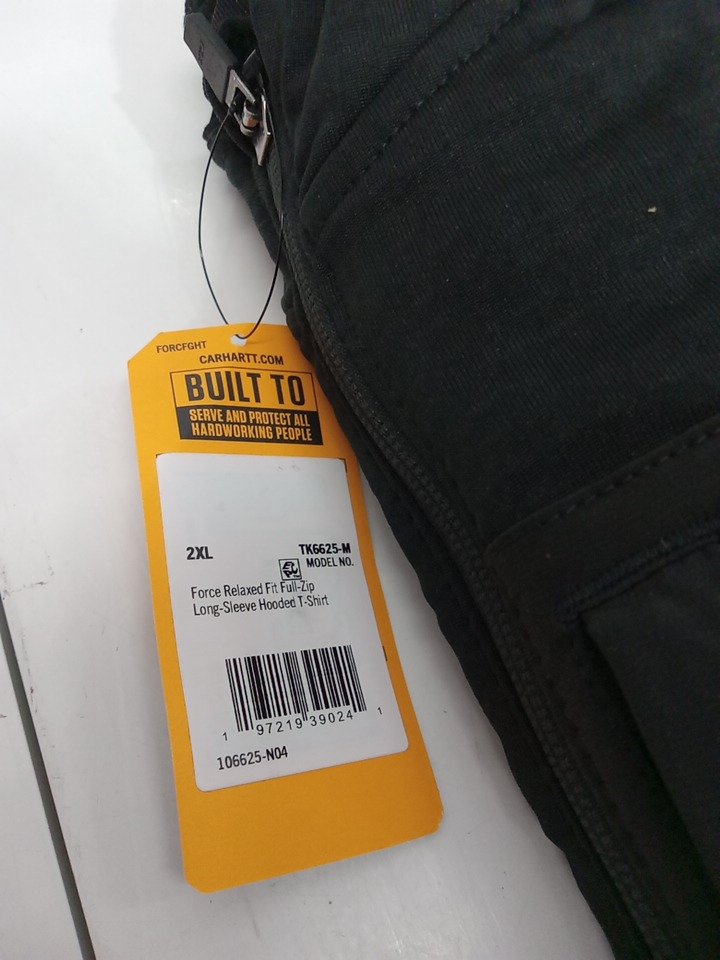 FORCFGHT
CARHARTT.COM
BUILT TO
SERVE AND PROTECT ALL
HARDWORKING PEOPLE
2XL
TK6625-M
MODEL NO.
Force Relaxed Fit Full-Zip
Long-Sleeve Hooded T-Shirt
1 97219 39024 1
106625-N04